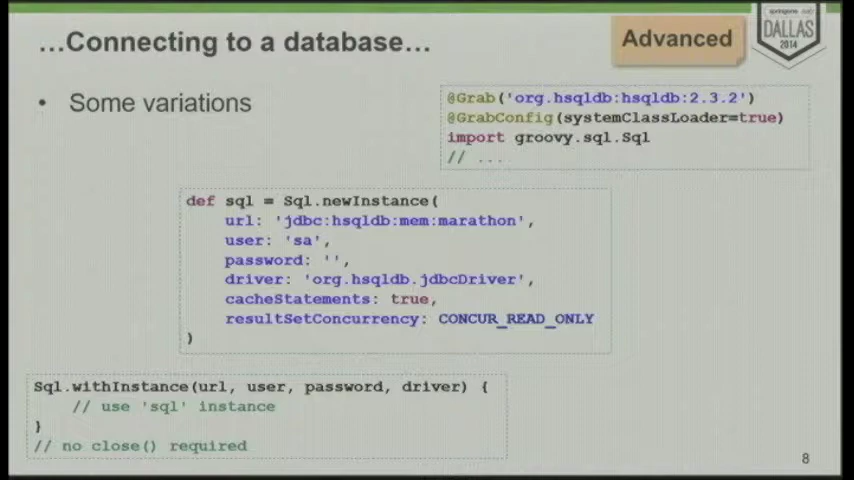 …Connecting to a database…
Advanced
DALLAS
2014
• Some variations
@Grab('org.hsqldb:hsqldb:2.3.2')
@GrabConfig(systemClassLoader=true)
import groovy.sql.Sql
// ...
def sql = Sql.newInstance(
url: 'jdbc:hsqldb:mem:marathon',
user: 'sa',
password: '',
driver: 'org.hsqldb.jdbcDriver',
cacheStatements: true,
resultSetConcurrency: CONCUR_READ_ONLY
)
Sql.withInstance(url, user, password, driver) {
// use 'sql' instance
}
// no close() required
8